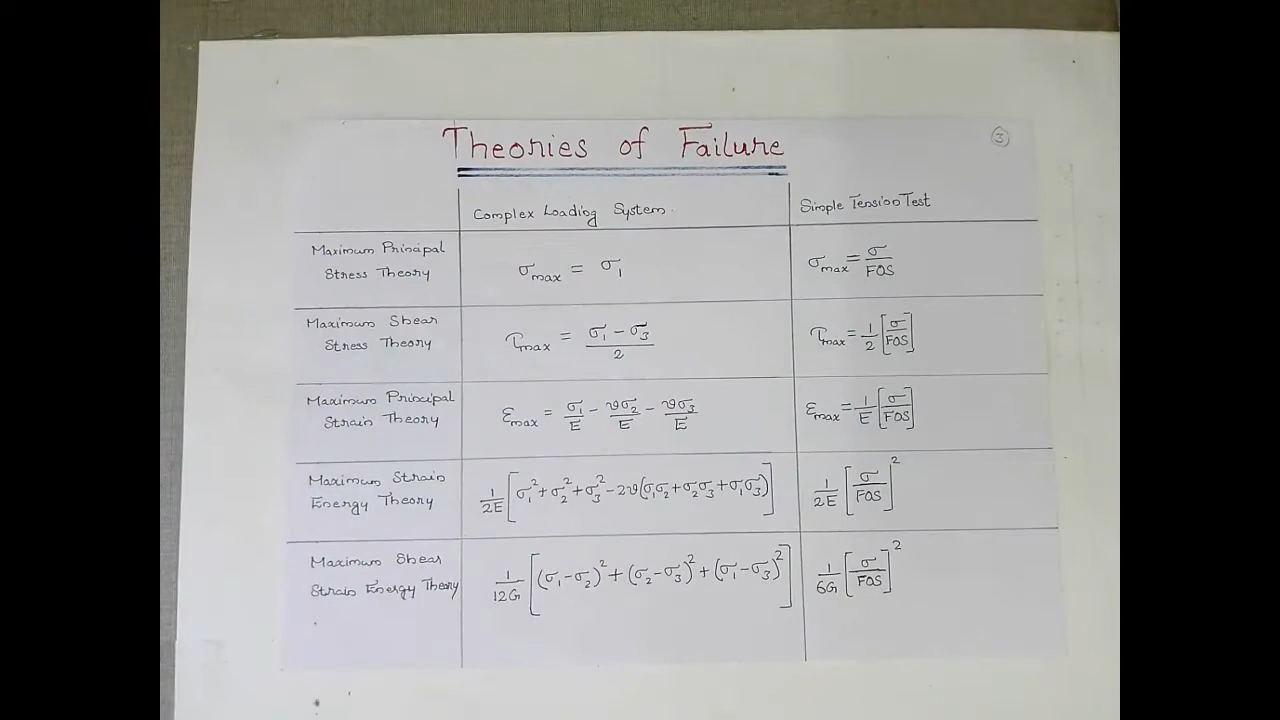 Theories of Failure
3
Complex Loading System.
Simple Tension Test
Maximum Principal
Stress Theory
σmax = σ1
σmax = σ/FOS
Maximum Shear
Stress Theory
τmax = (σ1 − σ3)/2
τmax = 1/2 [σ/FOS]
Maximum Principal
Strain Theory
εmax = σ1/E − ϑσ2/E − ϑσ3/E
εmax = 1/E [σ/FOS]
Maximum Strain
Energy Theory
1/2E [σ1² + σ2² + σ3² − 2ϑ(σ1σ2 + σ2σ3 + σ1σ3)]
1/2E [σ/FOS]²
Maximum Shear
Strain Energy Theory
1/12G [(σ1 − σ2)² + (σ2 − σ3)² + (σ1 − σ3)²]
1/6G [σ/FOS]²